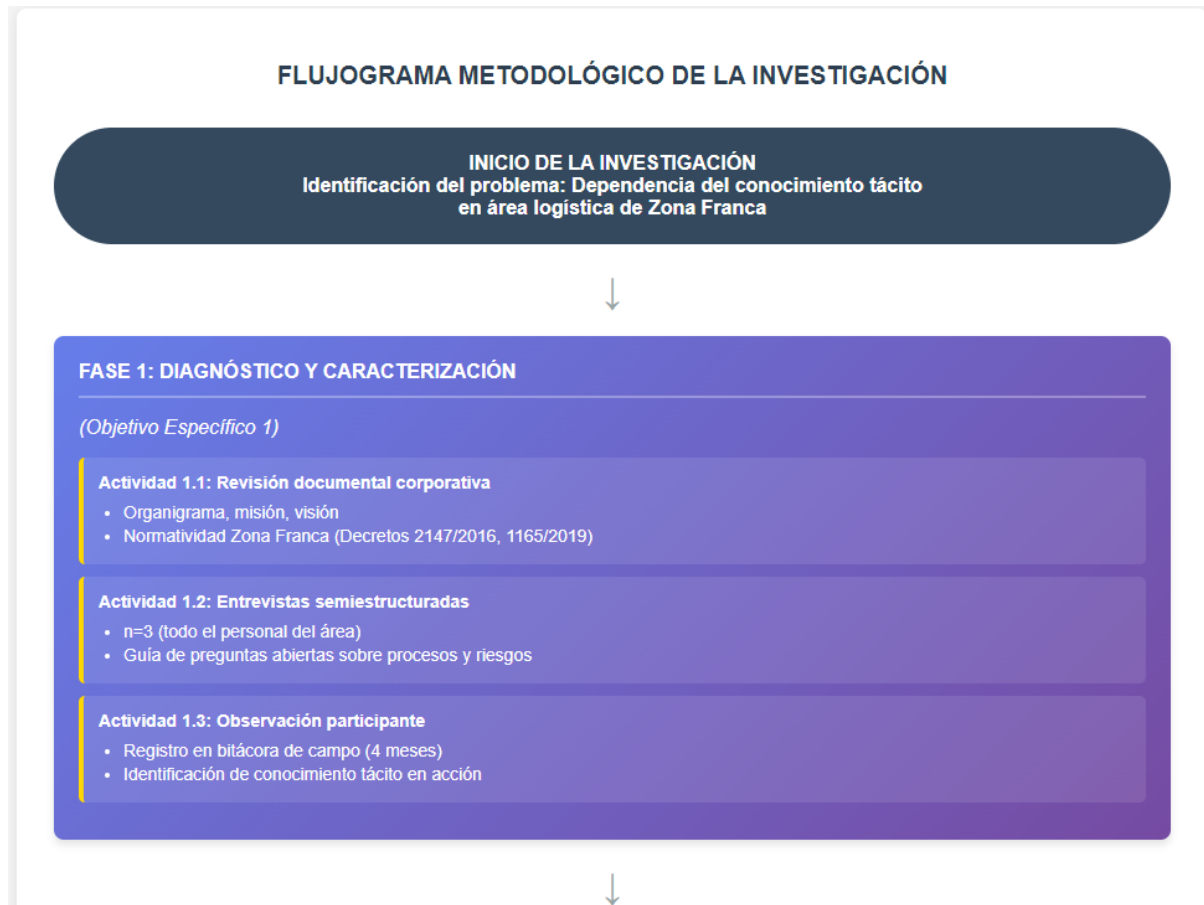 FLUJOGRAMA METODOLÓGICO DE LA INVESTIGACIÓN
INICIO DE LA INVESTIGACIÓN
Identificación del problema: Dependencia del conocimiento tácito
en área logística de Zona Franca
↓
FASE 1: DIAGNÓSTICO Y CARACTERIZACIÓN
(Objetivo Específico 1)
Actividad 1.1: Revisión documental corporativa
• Organigrama, misión, visión
• Normatividad Zona Franca (Decretos 2147/2016, 1165/2019)
Actividad 1.2: Entrevistas semiestructuradas
• n=3 (todo el personal del área)
• Guía de preguntas abiertas sobre procesos y riesgos
Actividad 1.3: Observación participante
• Registro en bitácora de campo (4 meses)
• Identificación de conocimiento tácito en acción
↓